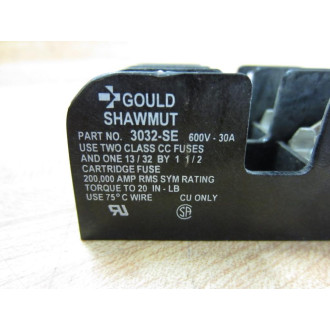 GOULD
SHAWMUT
PART NO. 3032-SE 600V - 30A
USE TWO CLASS CC FUSES
AND ONE 13 / 32 BY 1 1 / 2
CARTRIDGE FUSE
200,000 AMP RMS SYM RATING
TORQUE TO 20 IN - LB
USE 75°C WIRE CU ONLY